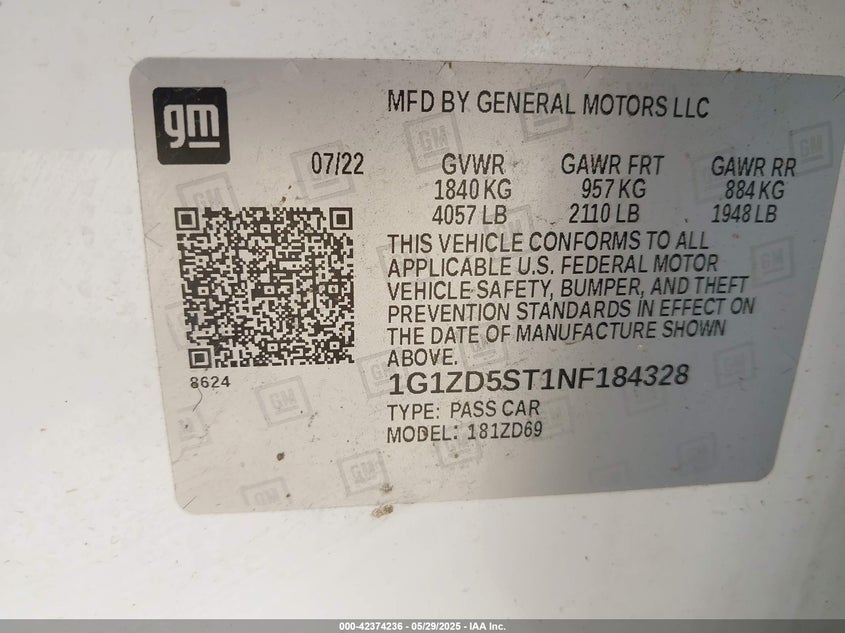 gm
MFD BY GENERAL MOTORS LLC
07/22 GVWR GAWR FRT GAWR RR
1840 KG 957 KG 884 KG
4057 LB 2110 LB 1948 LB
THIS VEHICLE CONFORMS TO ALL
APPLICABLE U.S. FEDERAL MOTOR
VEHICLE SAFETY, BUMPER, AND THEFT
PREVENTION STANDARDS IN EFFECT ON
THE DATE OF MANUFACTURE SHOWN
ABOVE.
8624
1G1ZD5ST1NF184328
TYPE: PASS CAR
MODEL: 181ZD69
000-42374236 - 05/29/2025 - IAA Inc.